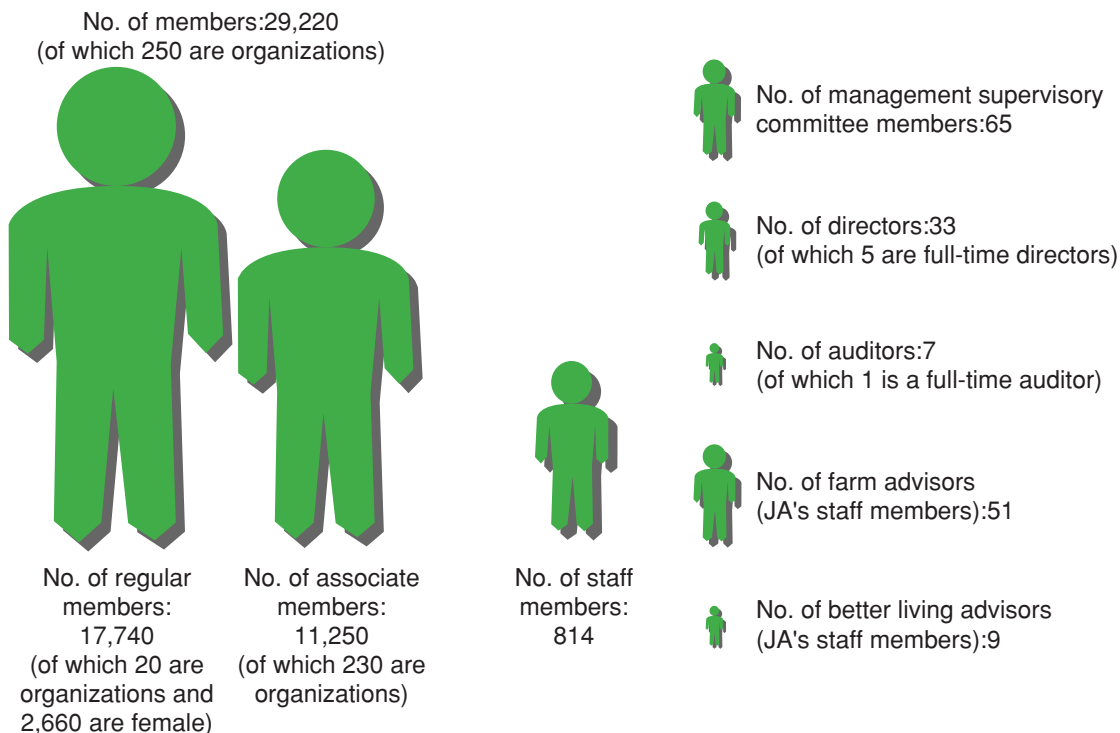 No. of members:29,220
(of which 250 are organizations)
No. of regular
members:
17,740
(of which 20 are
organizations and
2,660 are female)
No. of associate
members:
11,250
(of which 230 are
organizations)
No. of staff
members:
814
No. of management supervisory
committee members:65
No. of directors:33
(of which 5 are full-time directors)
No. of auditors:7
(of which 1 is a full-time auditor)
No. of farm advisors
(JA's staff members):51
No. of better living advisors
(JA's staff members):9